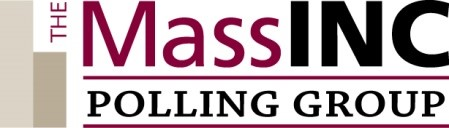 THE
MassINC
POLLING GROUP